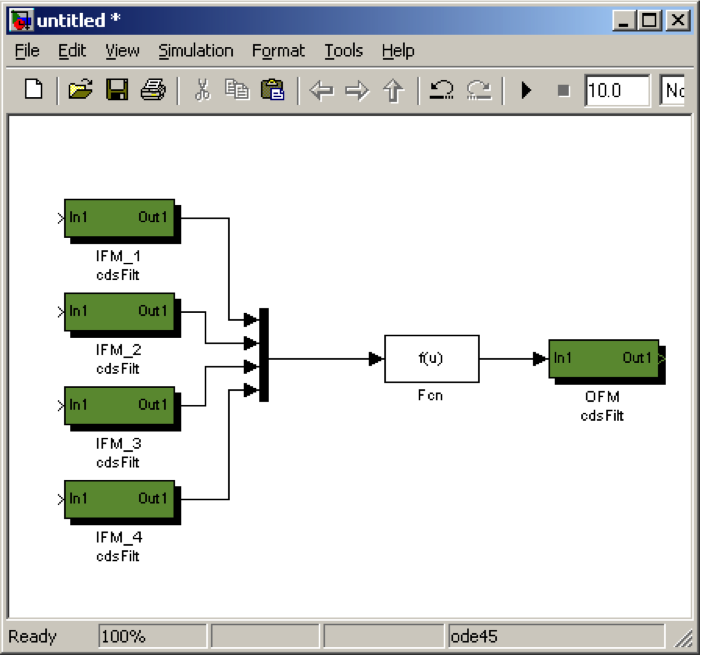 untitled *
File Edit View Simulation Format Tools Help
10.0 No
In1 Out1
IFM_1
cdsFilt
In1 Out1
IFM_2
cdsFilt
In1 Out1
IFM_3
cdsFilt
In1 Out1
IFM_4
cdsFilt
f(u)
Fcn
In1 Out1
OFM
cdsFilt
Ready 100% ode45